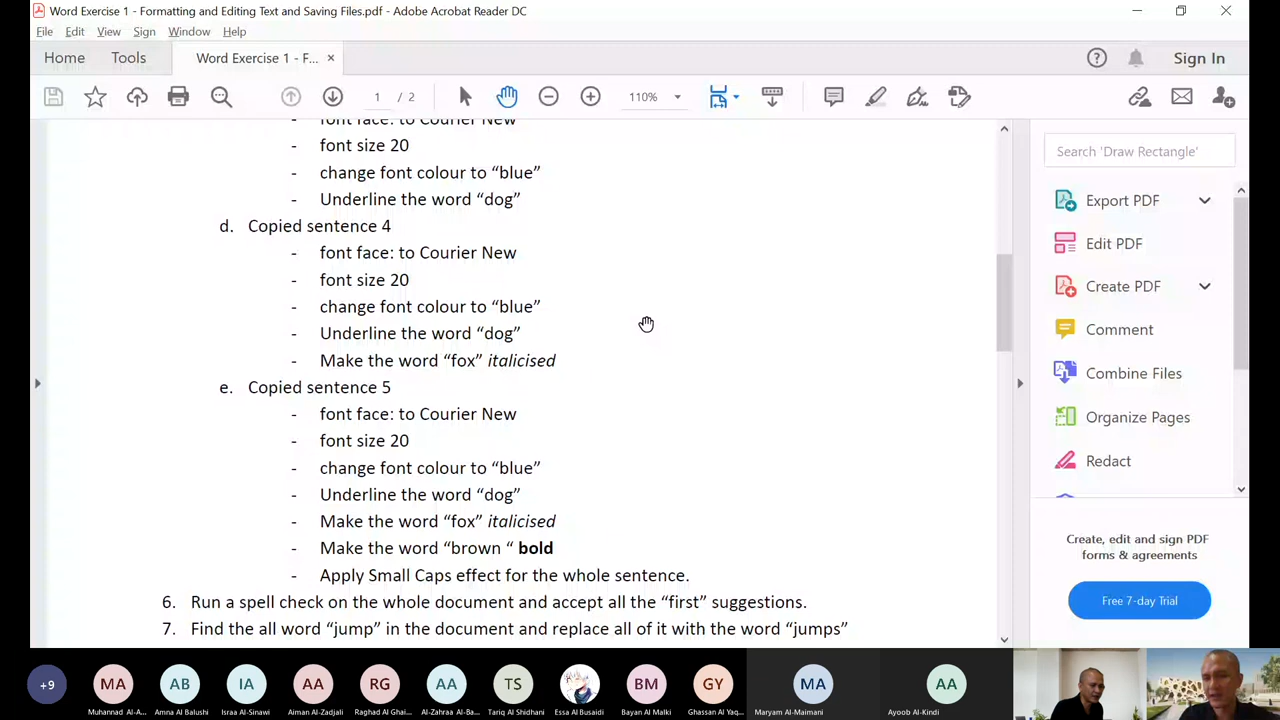 Word Exercise 1 - Formatting and Editing Text and Saving Files.pdf - Adobe Acrobat Reader DC
File Edit View Sign Window Help
Home Tools Word Exercise 1 - F... × Sign In
1 / 2 110%
- font face: to Courier New
- font size 20
- change font colour to “blue”
- Underline the word “dog”
d. Copied sentence 4
- font face: to Courier New
- font size 20
- change font colour to “blue”
- Underline the word “dog”
- Make the word “fox” italicised
e. Copied sentence 5
- font face: to Courier New
- font size 20
- change font colour to “blue”
- Underline the word “dog”
- Make the word “fox” italicised
- Make the word “brown “ bold
- Apply Small Caps effect for the whole sentence.
6. Run a spell check on the whole document and accept all the “first” suggestions.
7. Find the all word “jump” in the document and replace all of it with the word “jumps”
Search 'Draw Rectangle'
Export PDF
Edit PDF
Create PDF
Comment
Combine Files
Organize Pages
Redact
Create, edit and sign PDF
forms & agreements
Free 7-day Trial
+9 MA AB IA AA RG AA TS BM GY MA AA
Muhannad Al-A... Amna Al Balushi Israa Al-Sinawi Aiman Al-Zadjali Raghad Al Ghai... Al-Zahraa Al-Ba... Tariq Al Shidhani Essa Al Busaidi Bayan Al Malki Ghassan Al Yaq... Maryam Al-Maimani Ayoob Al-Kindi